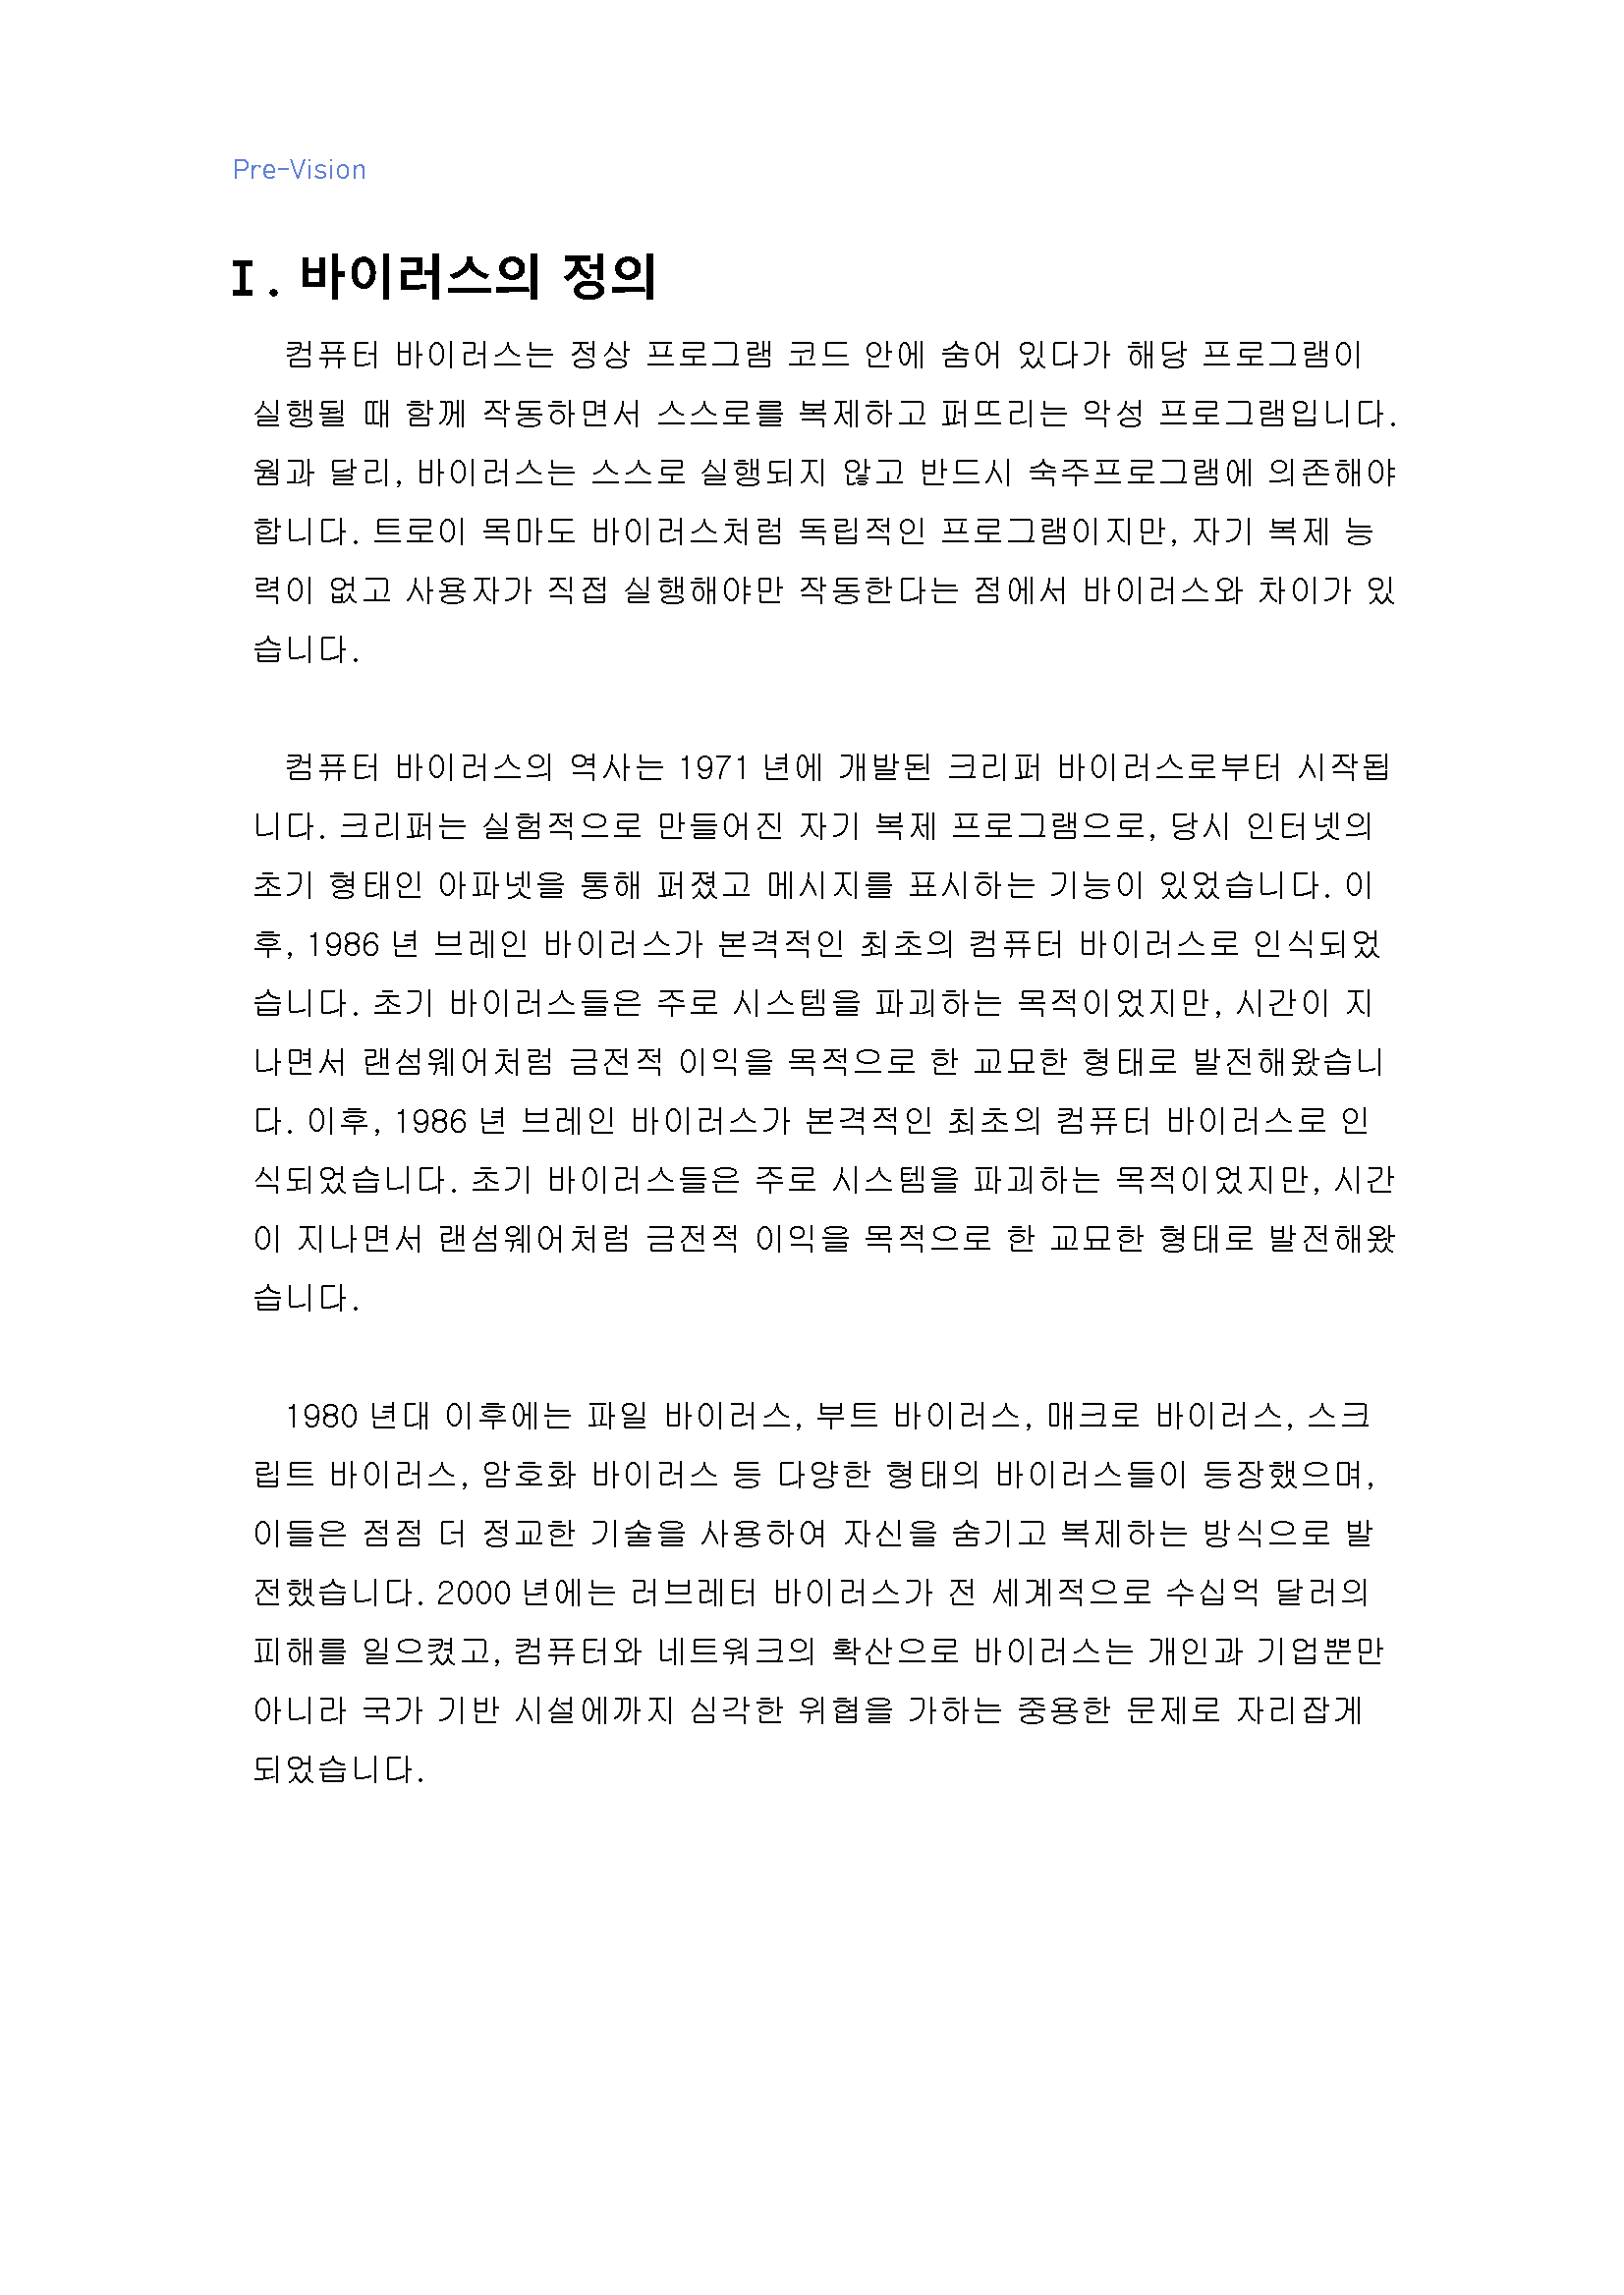 Pre-Vision
I. 바이러스의 정의
컴퓨터 바이러스는 정상 프로그램 코드 안에 숨어 있다가 해당 프로그램이
실행될 때 함께 작동하면서 스스로를 복제하고 퍼뜨리는 악성 프로그램입니다.
웜과 달리, 바이러스는 스스로 실행되지 않고 반드시 숙주프로그램에 의존해야
합니다. 트로이 목마도 바이러스처럼 독립적인 프로그램이지만, 자기 복제 능
력이 없고 사용자가 직접 실행해야만 작동한다는 점에서 바이러스와 차이가 있
습니다.
컴퓨터 바이러스의 역사는 1971 년에 개발된 크리퍼 바이러스로부터 시작됩
니다. 크리퍼는 실험적으로 만들어진 자기 복제 프로그램으로, 당시 인터넷의
초기 형태인 아파넷을 통해 퍼졌고 메시지를 표시하는 기능이 있었습니다. 이
후, 1986 년 브레인 바이러스가 본격적인 최초의 컴퓨터 바이러스로 인식되었
습니다. 초기 바이러스들은 주로 시스템을 파괴하는 목적이었지만, 시간이 지
나면서 랜섬웨어처럼 금전적 이익을 목적으로 한 교묘한 형태로 발전해왔습니
다. 이후, 1986 년 브레인 바이러스가 본격적인 최초의 컴퓨터 바이러스로 인
식되었습니다. 초기 바이러스들은 주로 시스템을 파괴하는 목적이었지만, 시간
이 지나면서 랜섬웨어처럼 금전적 이익을 목적으로 한 교묘한 형태로 발전해왔
습니다.
1980 년대 이후에는 파일 바이러스, 부트 바이러스, 매크로 바이러스, 스크
립트 바이러스, 암호화 바이러스 등 다양한 형태의 바이러스들이 등장했으며,
이들은 점점 더 정교한 기술을 사용하여 자신을 숨기고 복제하는 방식으로 발
전했습니다. 2000 년에는 러브레터 바이러스가 전 세계적으로 수십억 달러의
피해를 일으켰고, 컴퓨터와 네트워크의 확산으로 바이러스는 개인과 기업뿐만
아니라 국가 기반 시설에까지 심각한 위협을 가하는 중용한 문제로 자리잡게
되었습니다.